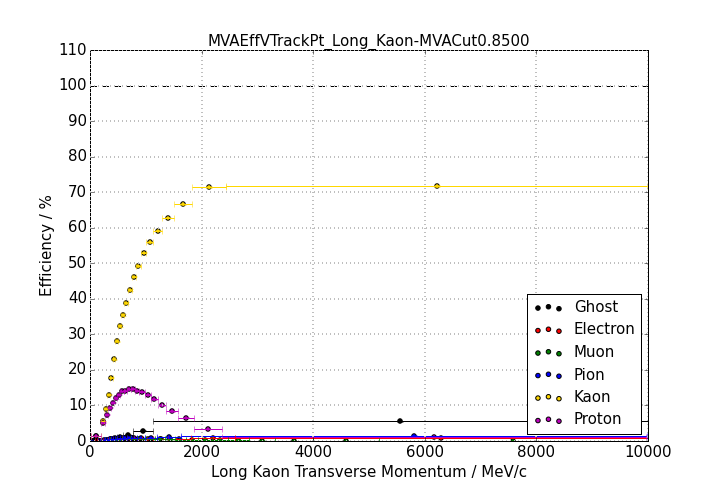 MVAEffVTrackPt_Long_Kaon-MVACut0.8500
110
100
90
80
70
60
50
40
30
20
10
0
Efficiency / %
Ghost
Electron
Muon
Pion
Kaon
Proton
0 2000 4000 6000 8000 10000
Long Kaon Transverse Momentum / MeV/c